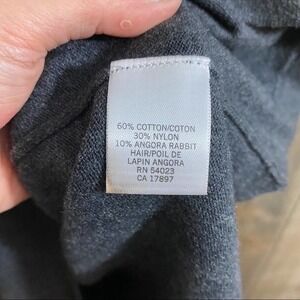 60% COTTON/COTON
30% NYLON
10% ANGORA RABBIT
HAIR/POIL DE
LAPIN ANGORA
RN 54023
CA 17897